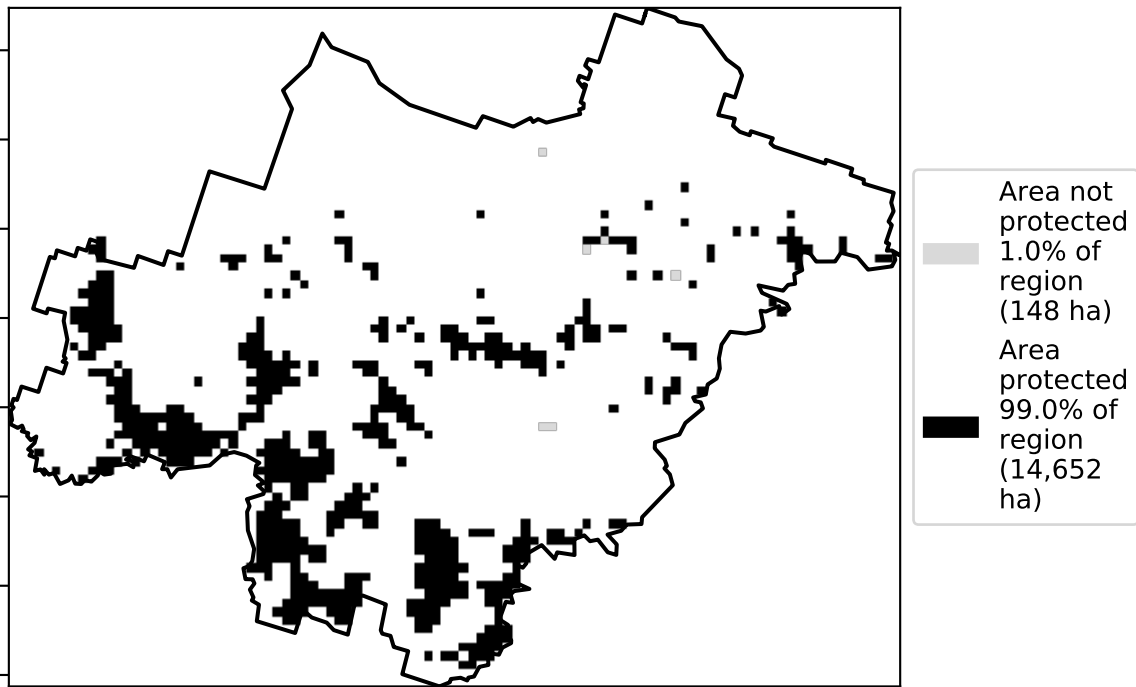 Area not
protected
1.0% of
region
(148 ha)
Area
protected
99.0% of
region
(14,652
ha)